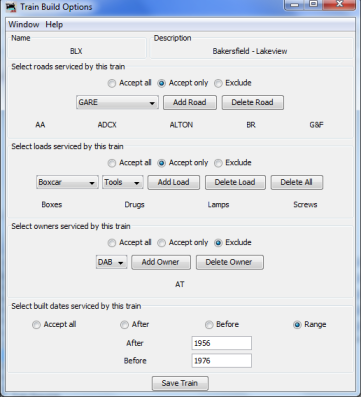 Train Build Options
Window Help
Name Description
BLX Bakersfield - Lakeview
Select roads serviced by this train
Accept all Accept only Exclude
GARE Add Road Delete Road
AA ADCX ALTON BR G&F
Select loads serviced by this train
Accept all Accept only Exclude
Boxcar Tools Add Load Delete Load Delete All
Boxes Drugs Lamps Screws
Select owners serviced by this train
Accept all Accept only Exclude
DAB Add Owner Delete Owner
AT
Select built dates serviced by this train
Accept all After Before Range
After 1956
Before 1976
Save Train